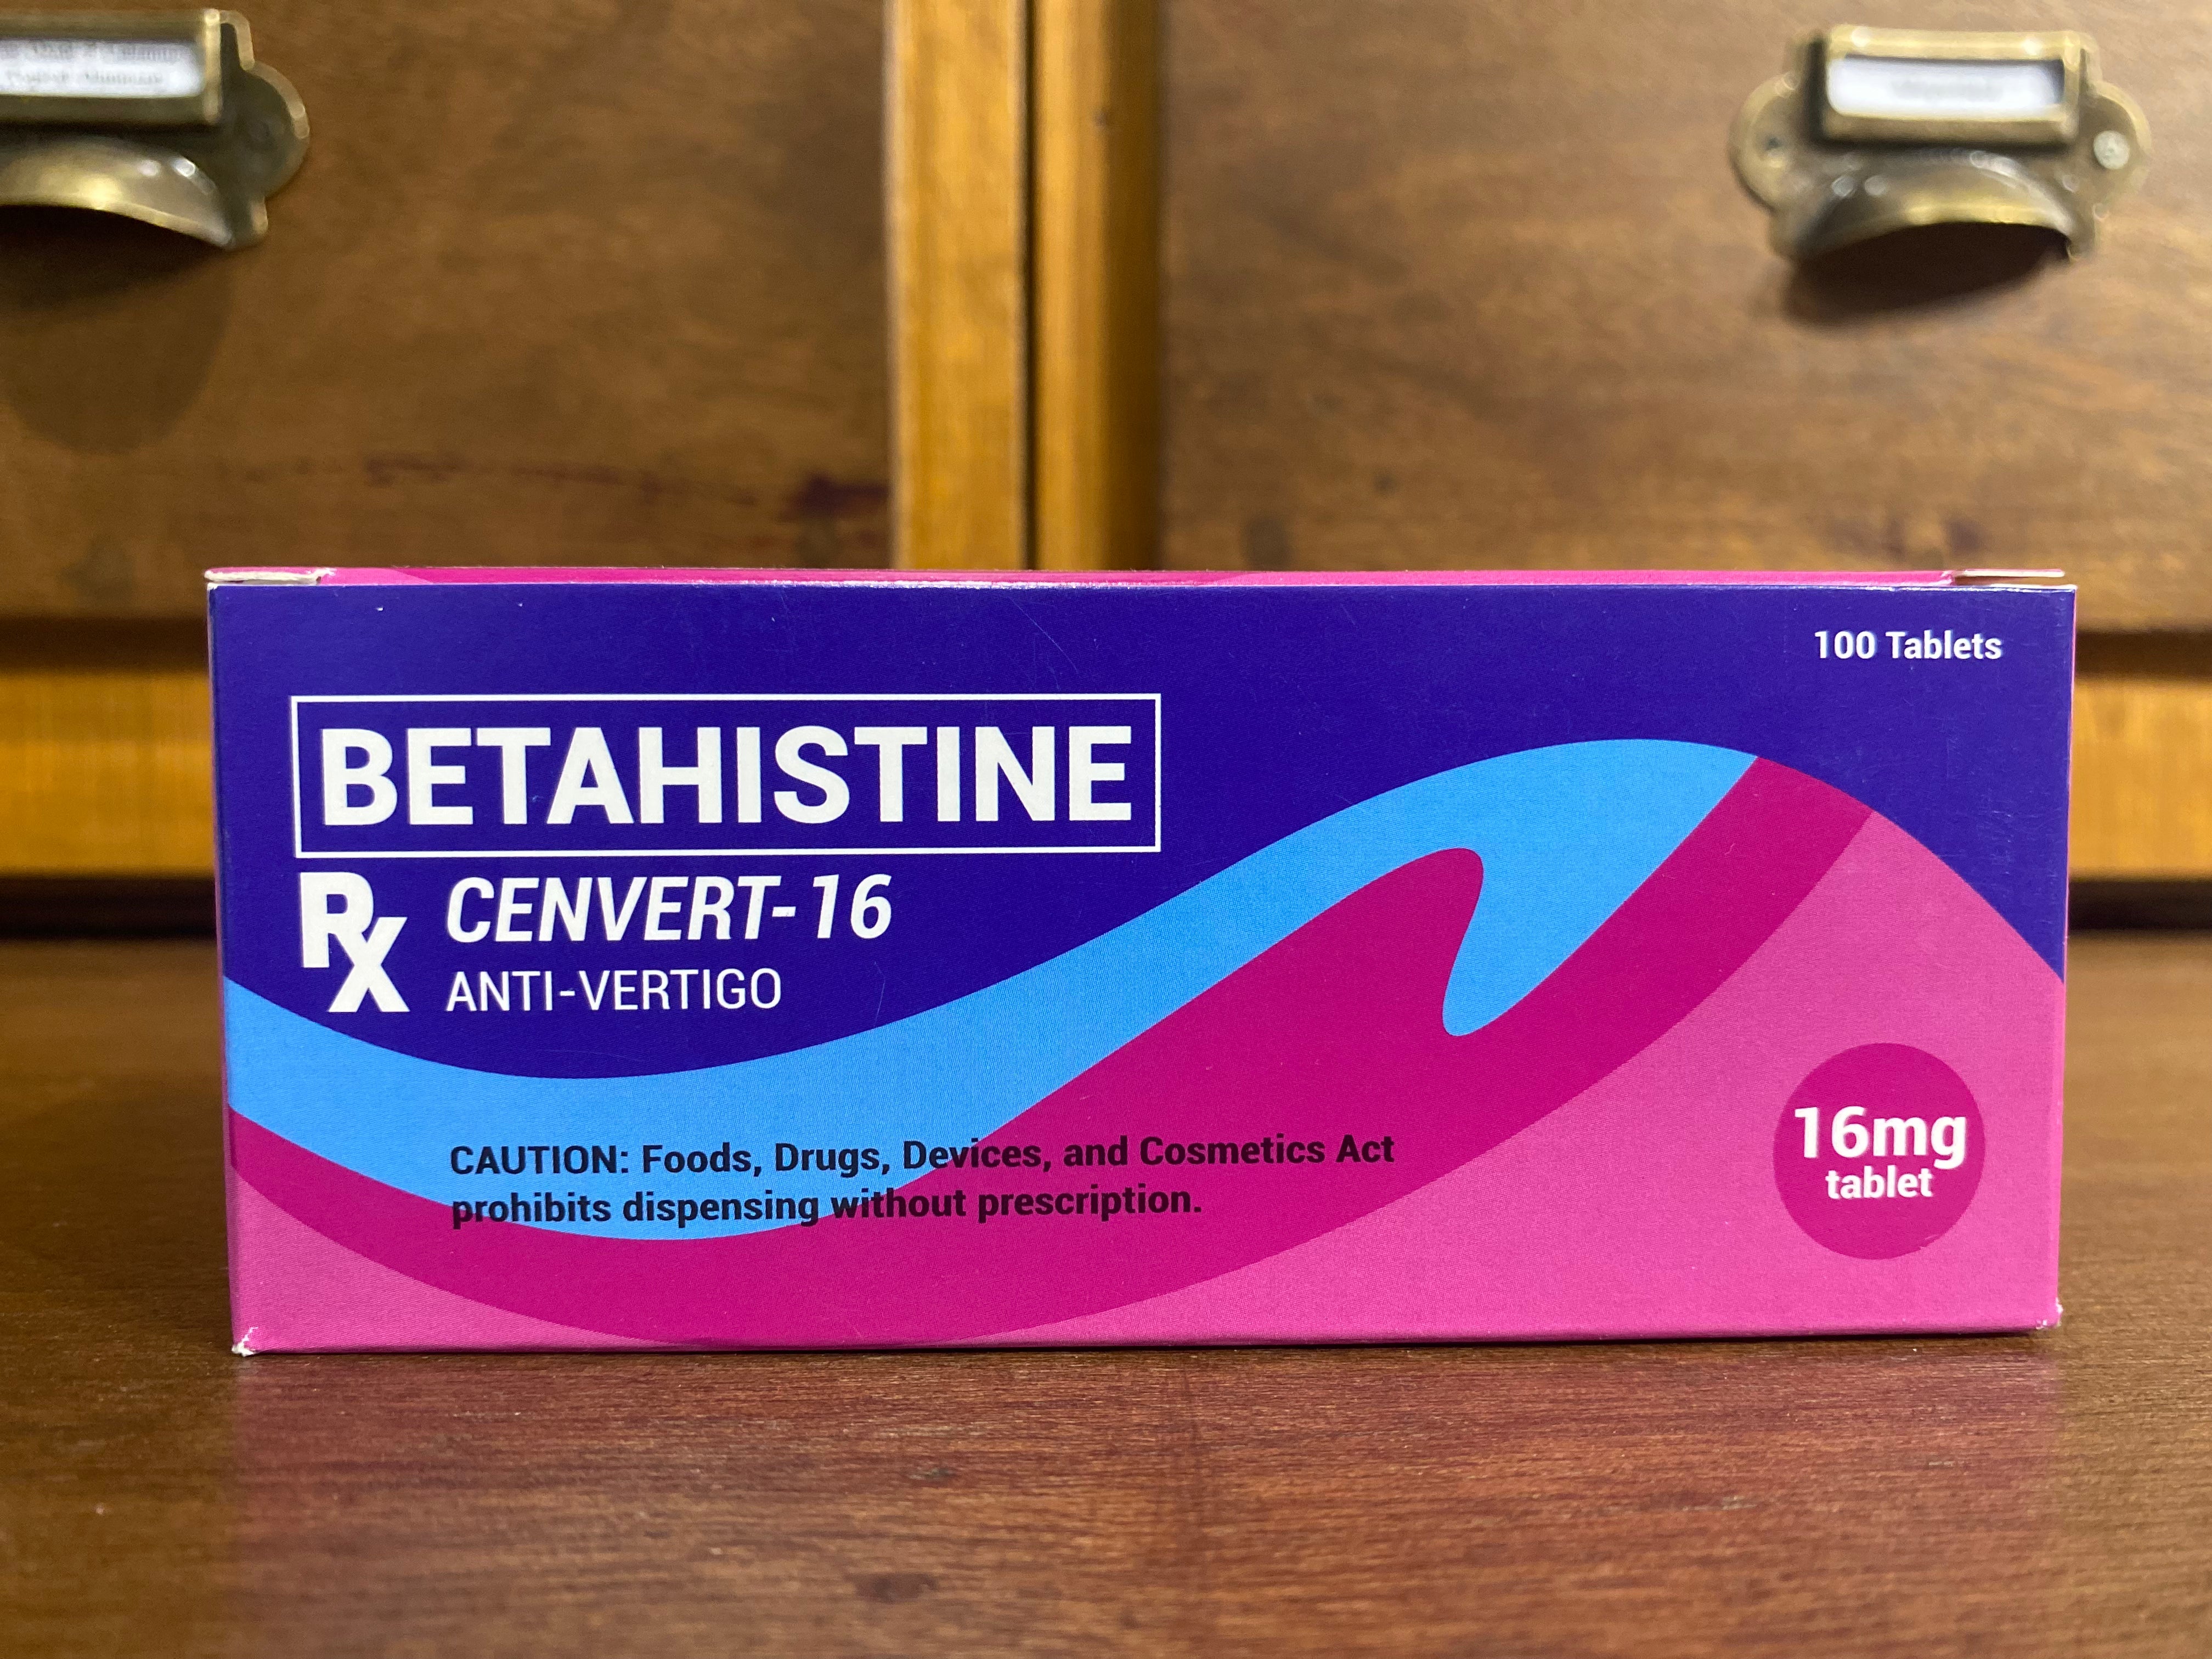 100 Tablets
BETAHISTINE
Rx CENVERT-16
ANTI-VERTIGO
CAUTION: Foods, Drugs, Devices, and Cosmetics Act
prohibits dispensing without prescription.
16mg
tablet